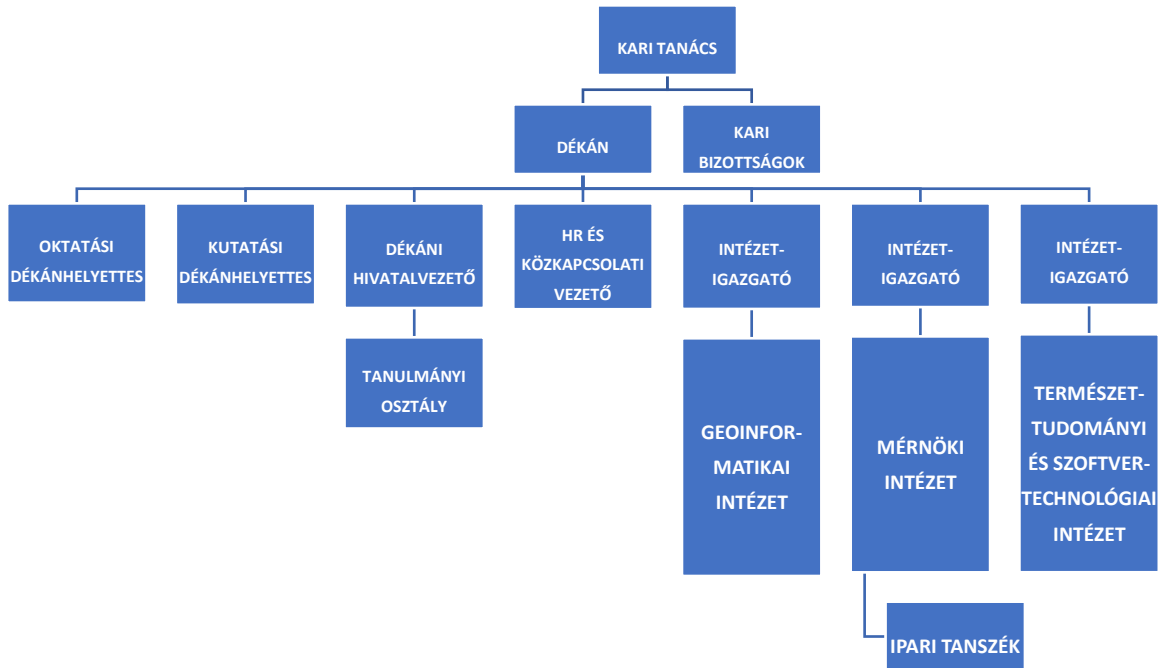 KARI TANÁCS
DÉKÁN
KARI
BIZOTTSÁGOK
OKTATÁSI
DÉKÁNHELYETTES
KUTATÁSI
DÉKÁNHELYETTES
DÉKÁNI
HIVATALVEZETŐ
HR ÉS
KÖZKAPCSOLATI
VEZETŐ
INTÉZET-
IGAZGATÓ
INTÉZET-
IGAZGATÓ
INTÉZET-
IGAZGATÓ
TANULMÁNYI
OSZTÁLY
GEOINFOR-
MATIKAI
INTÉZET
MÉRNÖKI
INTÉZET
TERMÉSZET-
TUDOMÁNYI
ÉS SZOFTVER-
TECHNOLÓGIAI
INTÉZET
IPARI TANSZÉK